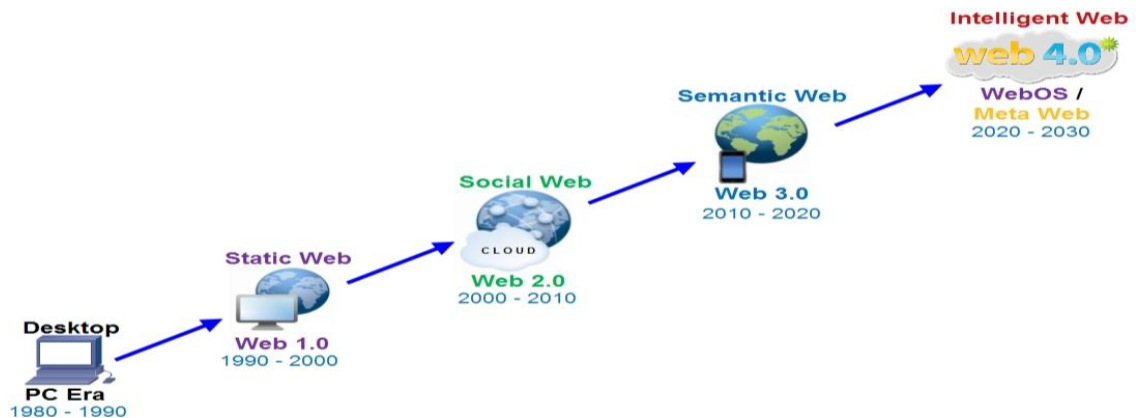 Desktop
PC Era
1980 - 1990
Static Web
Web 1.0
1990 - 2000
Social Web
CLOUD
Web 2.0
2000 - 2010
Semantic Web
Web 3.0
2010 - 2020
Intelligent Web
web 4.0
WebOS /
Meta Web
2020 - 2030